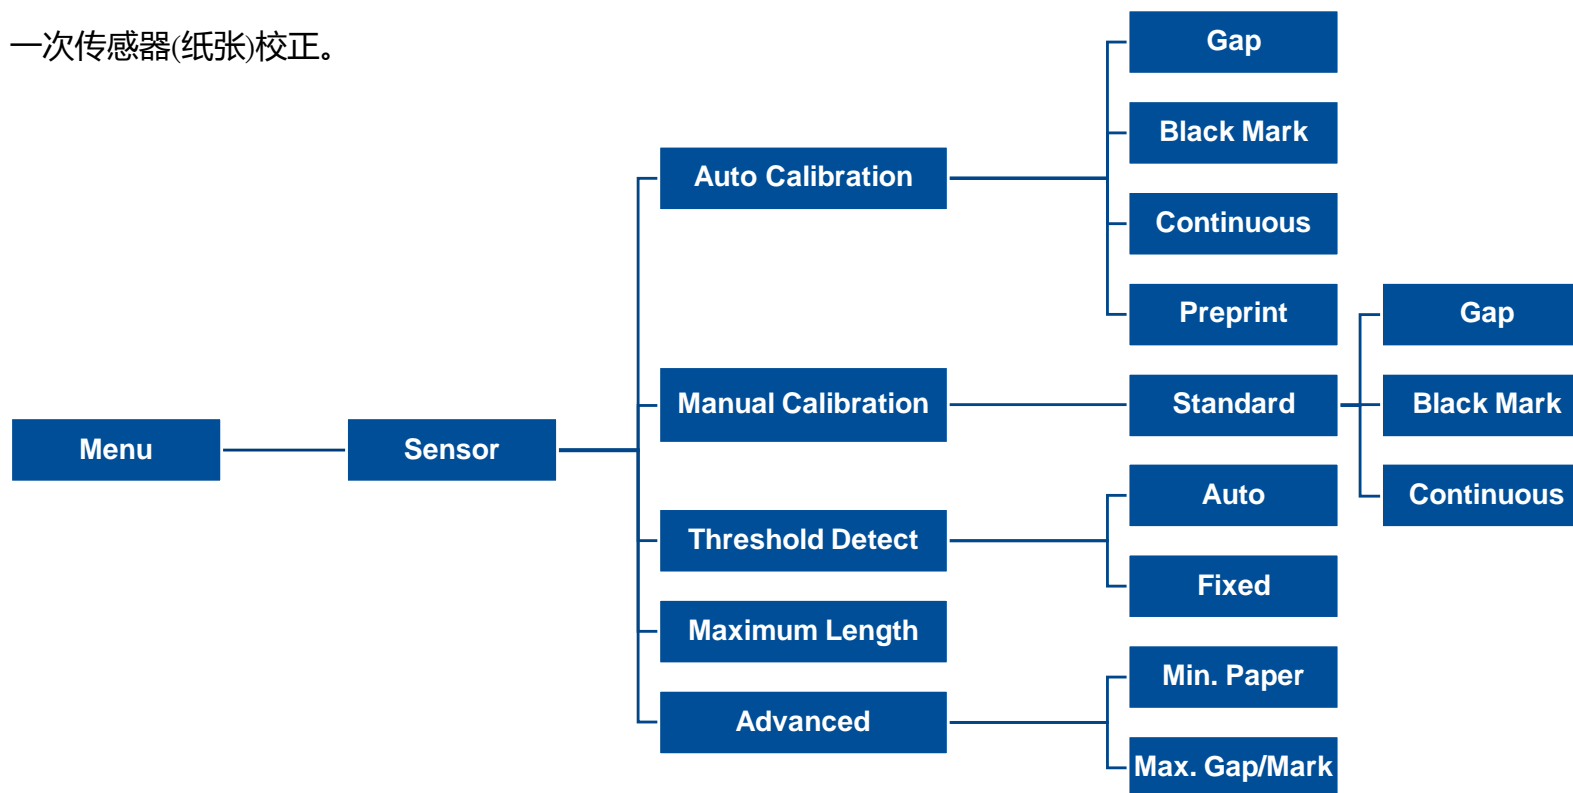 一次传感器(纸张)校正。
Gap
Black Mark
Auto Calibration
Continuous
Preprint
Gap
Manual Calibration
Standard
Black Mark
Menu
Sensor
Auto
Continuous
Threshold Detect
Fixed
Maximum Length
Min. Paper
Advanced
Max. Gap/Mark